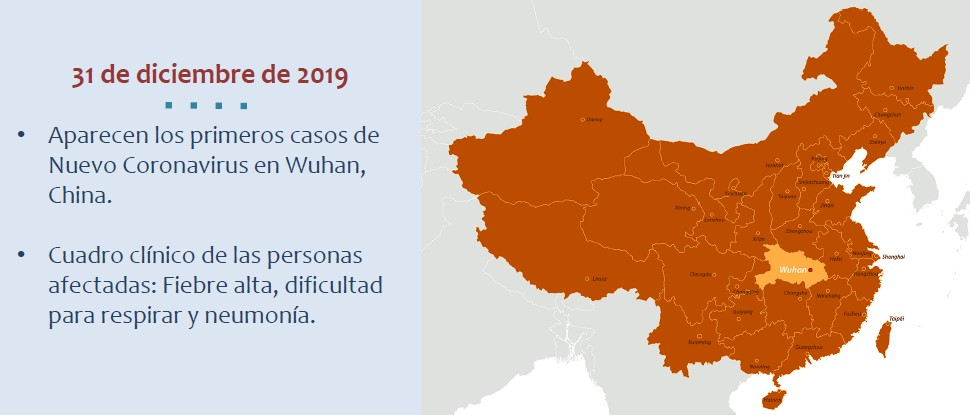 31 de diciembre de 2019
• Aparecen los primeros casos de
Nuevo Coronavirus en Wuhan,
China.
• Cuadro clínico de las personas
afectadas: Fiebre alta, dificultad
para respirar y neumonía.
Urumqi
Harbin
Changchun
Shenyang
Beijing
Tian Jin
Shijiazhuang
Taiyuan
Jinan
Yinchuan
Xining
Lanzhou
Zhengzhou
Xi'an
Hefei
Nanjing
Shanghai
Wuhan
Hangzhou
Lhasa
Chengdu
Chongqing
Changsha
Nanchang
Guiyang
Fuzhou
Taipéi
Kunming
Guangzhou
Nanning